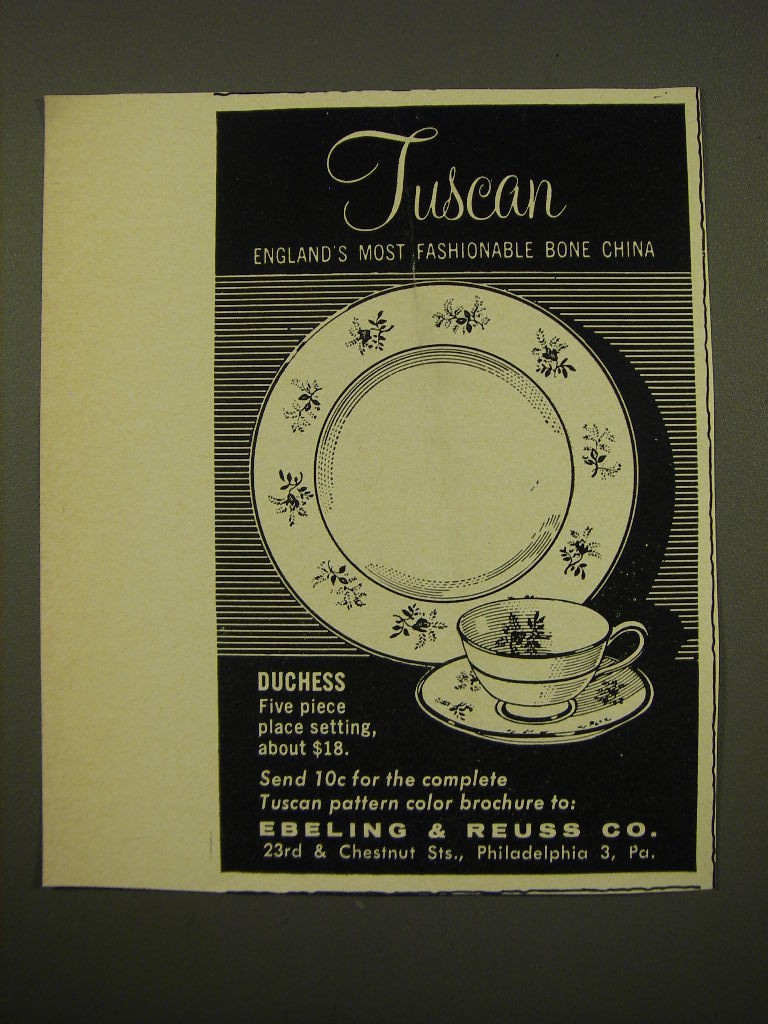 Tuscan
ENGLAND'S MOST FASHIONABLE BONE CHINA
DUCHESS
Five piece
place setting,
about $18.
Send 10c for the complete
Tuscan pattern color brochure to:
EBELING & REUSS CO.
23rd & Chestnut Sts., Philadelphia 3, Pa.